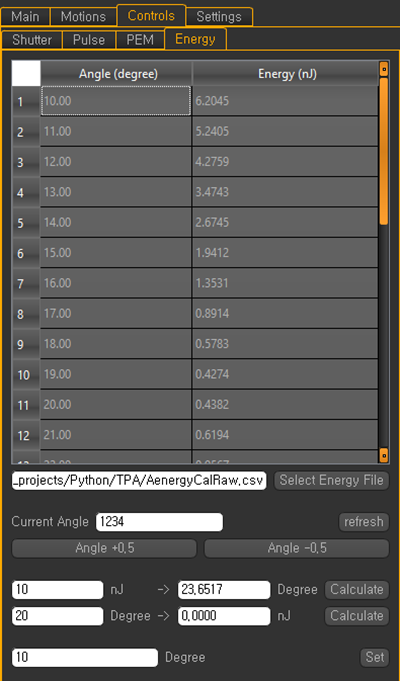 Main Motions Controls Settings
Shutter Pulse PEM Energy
Angle (degree) Energy (nJ)
1 10.00 6.2045
2 11.00 5.2405
3 12.00 4.2759
4 13.00 3.4743
5 14.00 2.6745
6 15.00 1.9412
7 16.00 1.3531
8 17.00 0.8914
9 18.00 0.5783
10 19.00 0.4274
11 20.00 0.4382
12 21.00 0.6194
_projects/Python/TPA/AenergyCalRaw.csv Select Energy File
Current Angle 1234 refresh
Angle +0.5 Angle -0.5
10 nJ -> 23.6517 Degree Calculate
20 Degree -> 0.0000 nJ Calculate
10 Degree Set